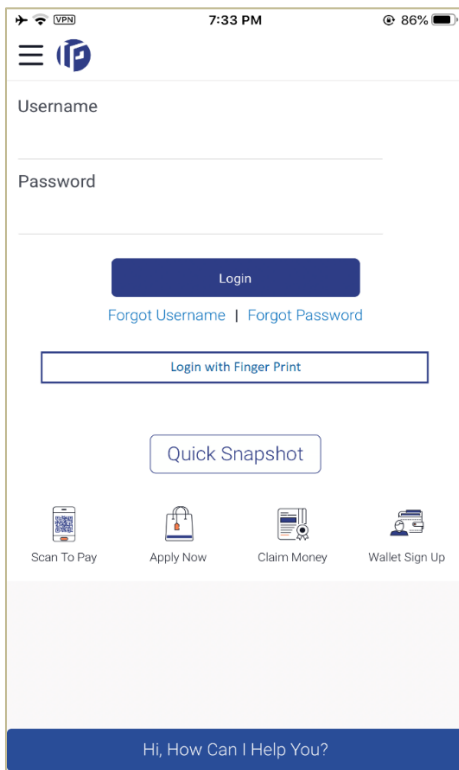 VPN 7:33 PM 86%
Username
Password
Login
Forgot Username | Forgot Password
Login with Finger Print
Quick Snapshot
Scan To Pay Apply Now Claim Money Wallet Sign Up
Hi, How Can I Help You?